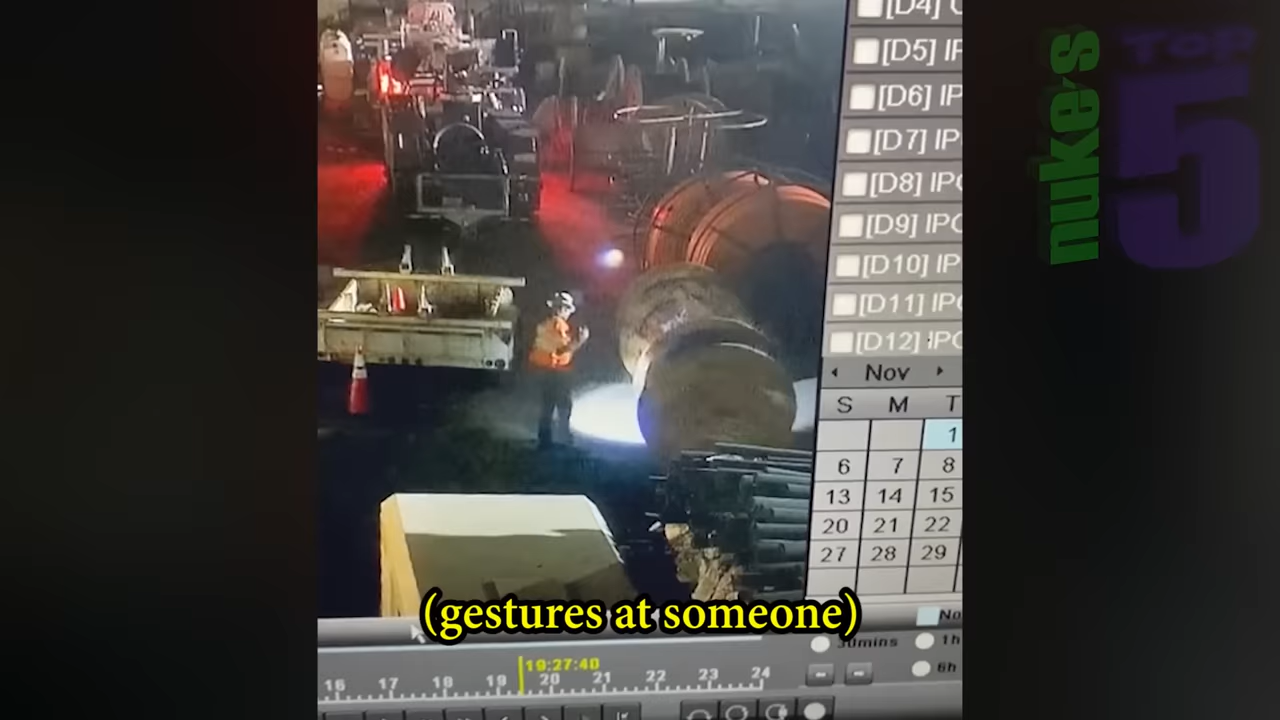 [D4]
[D5] IP
[D6] IP
[D7] IP
[D8] IP
[D9] IPC
[D10] IP
[D11] IPC
[D12] IPC
Nov
S M T
1
6 7 8
13 14 15
20 21 22
27 28 29
nuke's
TOP
5
(gestures at someone)
No
30mins 1h
19:27:40
16 17 18 19 20 21 22 23 24
6h